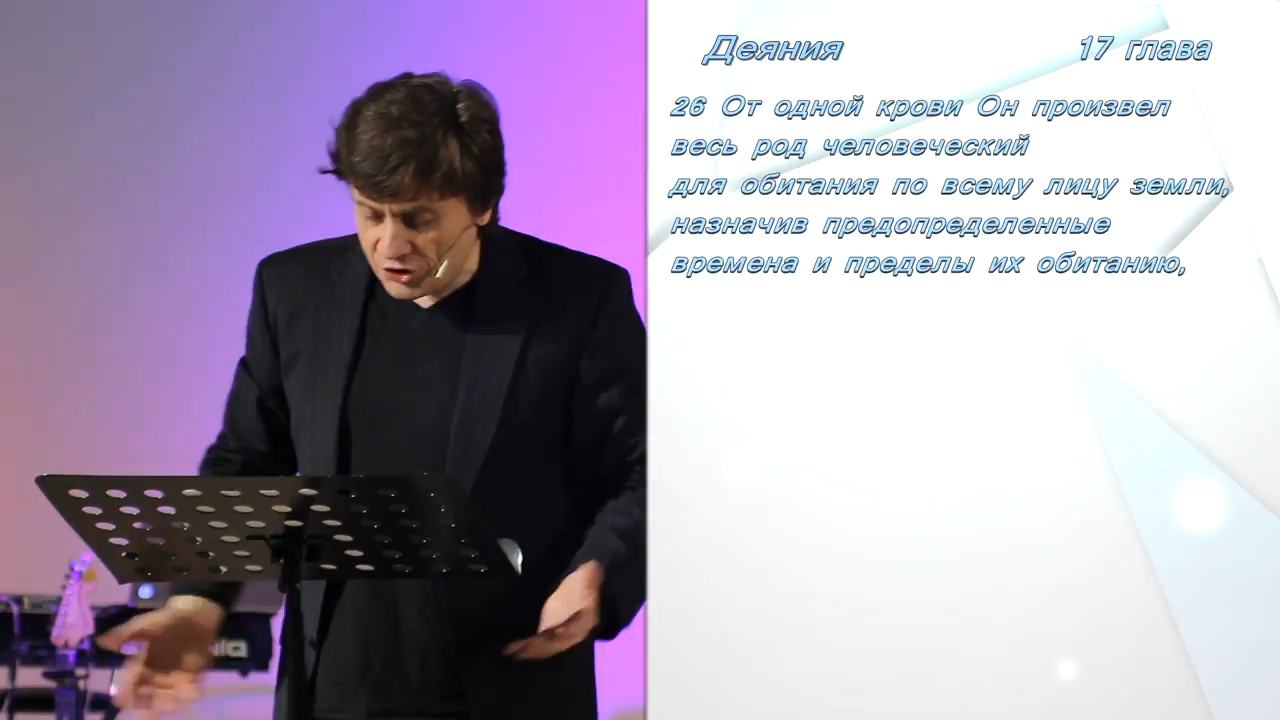 Деяния 17 глава
26 От одной крови Он произвел
весь род человеческий
для обитания по всему лицу земли,
назначив предопределенные
времена и пределы их обитанию,